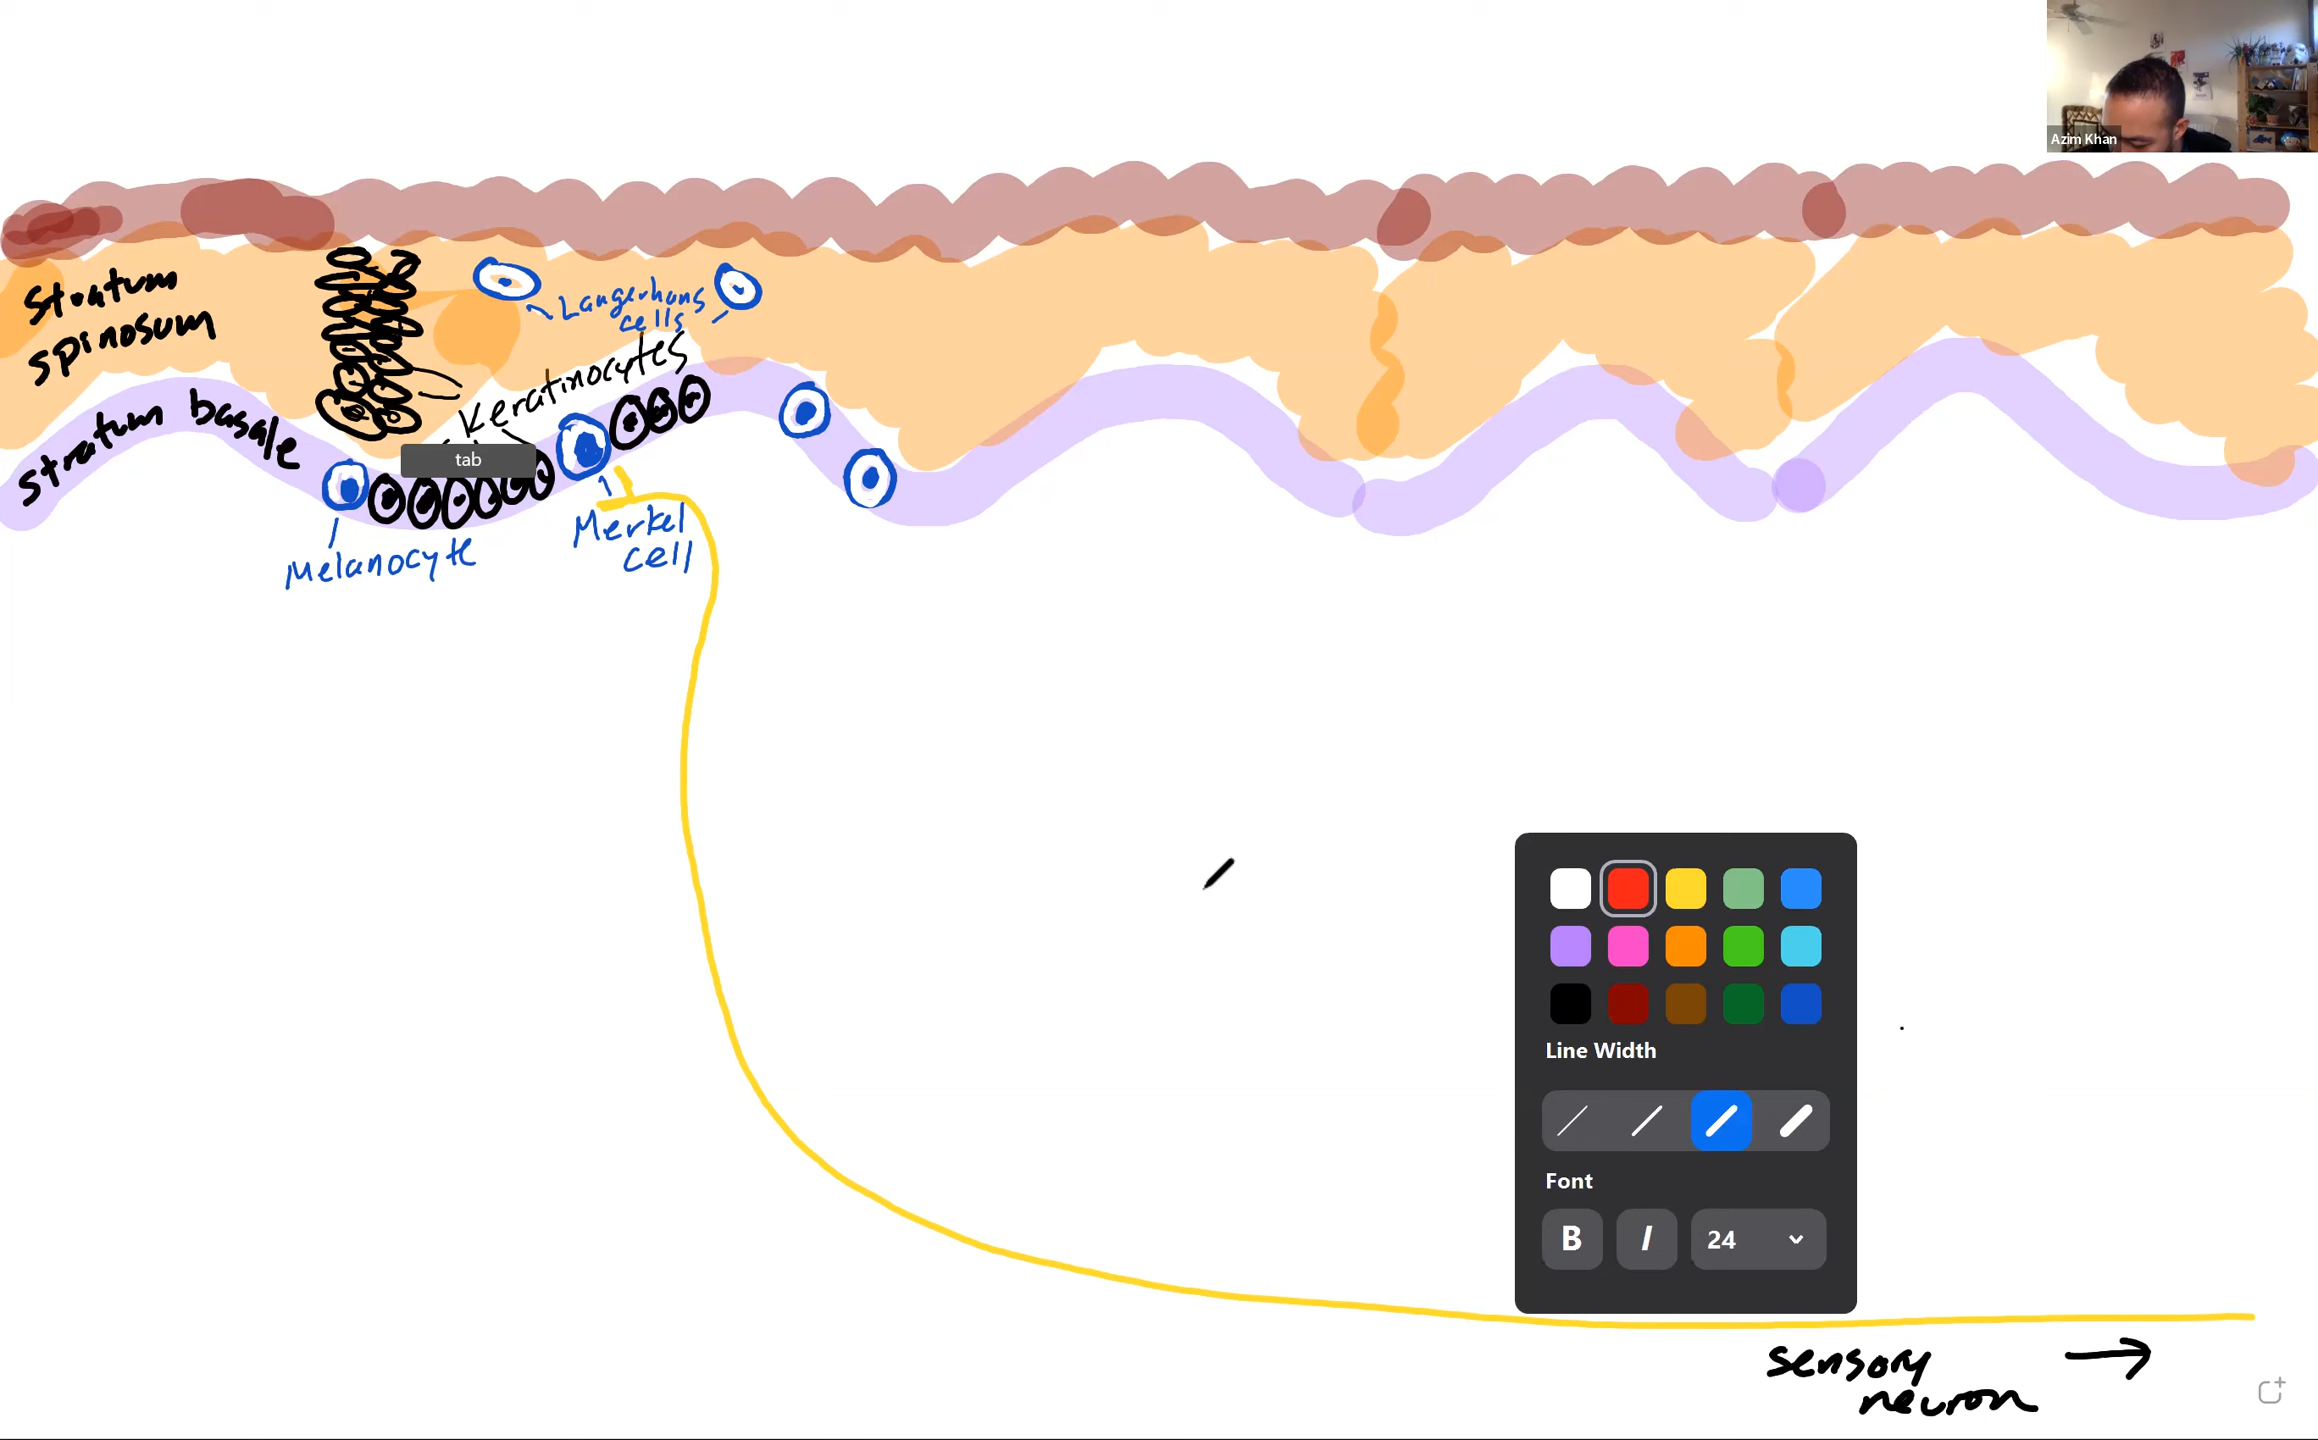 Azim Khan
stratum
spinosum
Langerhans
cells
Keratinocytes
stratum basale
tab
Merkel
cell
Melanocyte
Line Width
Font
B I 24
sensory
neuron